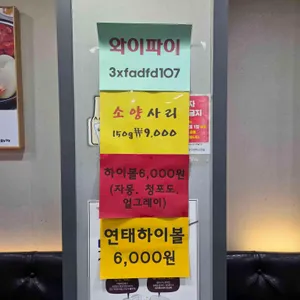 와이파이
3xfadfd107
소양사리
150g ₩9,000
하이볼6,000원
(자몽, 청포도,
얼그레이)
연태하이볼
6,000원